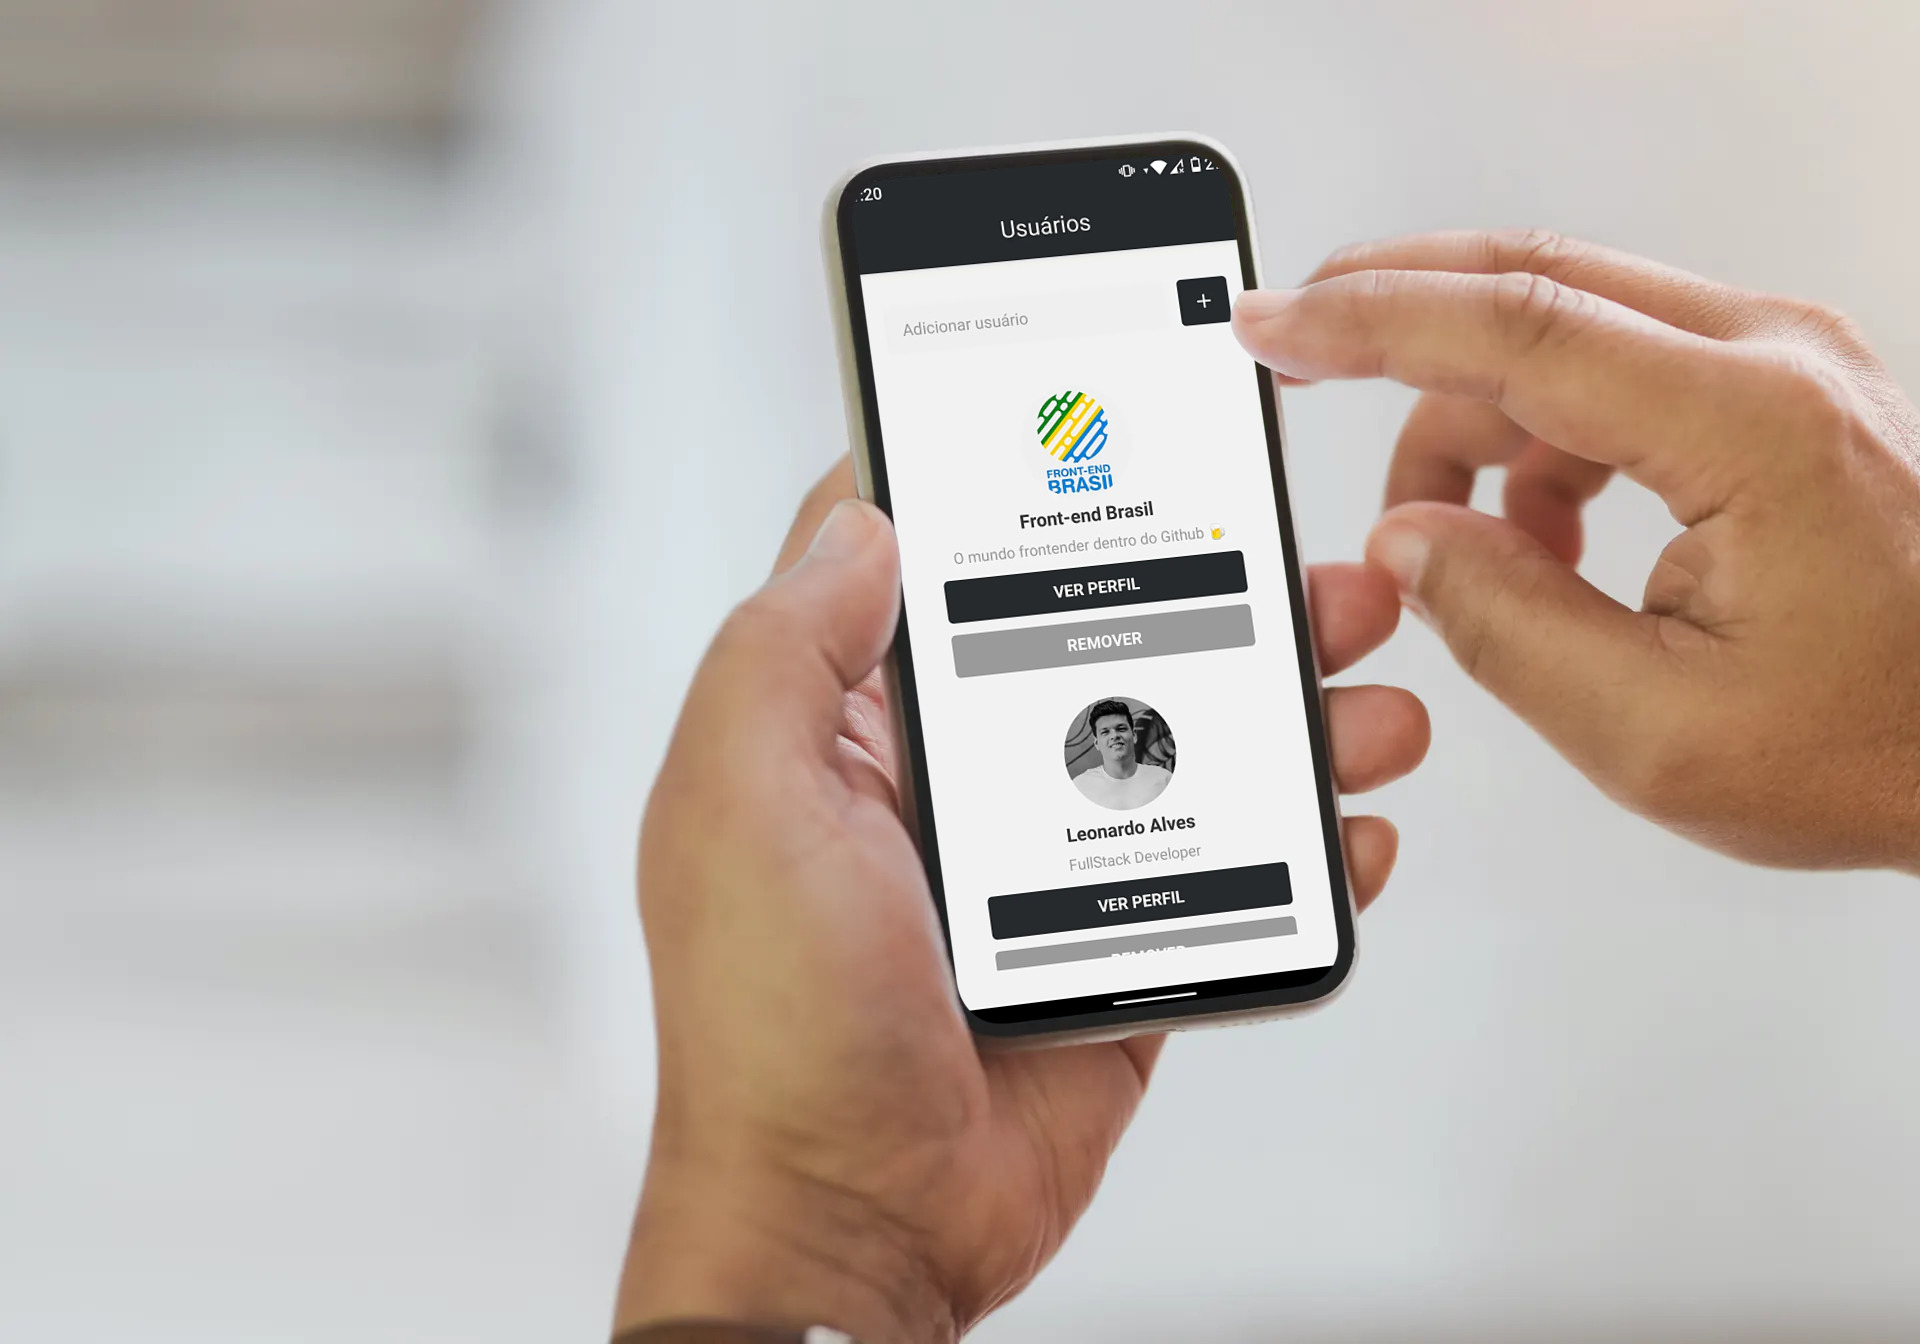 :20
Usuários
Adicionar usuário
+
FRONT-END
BRASIL
Front-end Brasil
O mundo frontender dentro do Github 🍺
VER PERFIL
REMOVER
Leonardo Alves
FullStack Developer
VER PERFIL
REMOVER